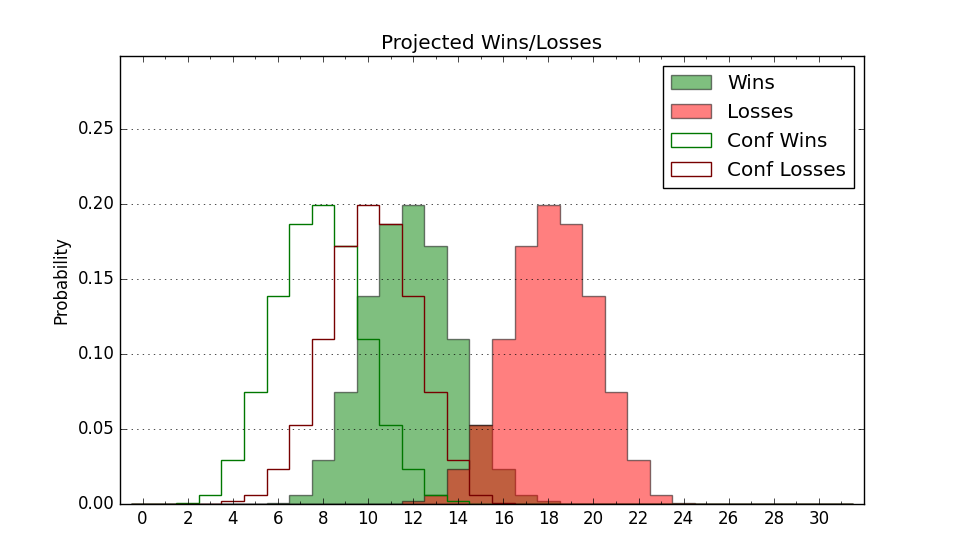 Projected Wins/Losses
Wins
Losses
Conf Wins
Conf Losses
Probability
0.25
0.20
0.15
0.10
0.05
0.00
0 2 4 6 8 10 12 14 16 18 20 22 24 26 28 30